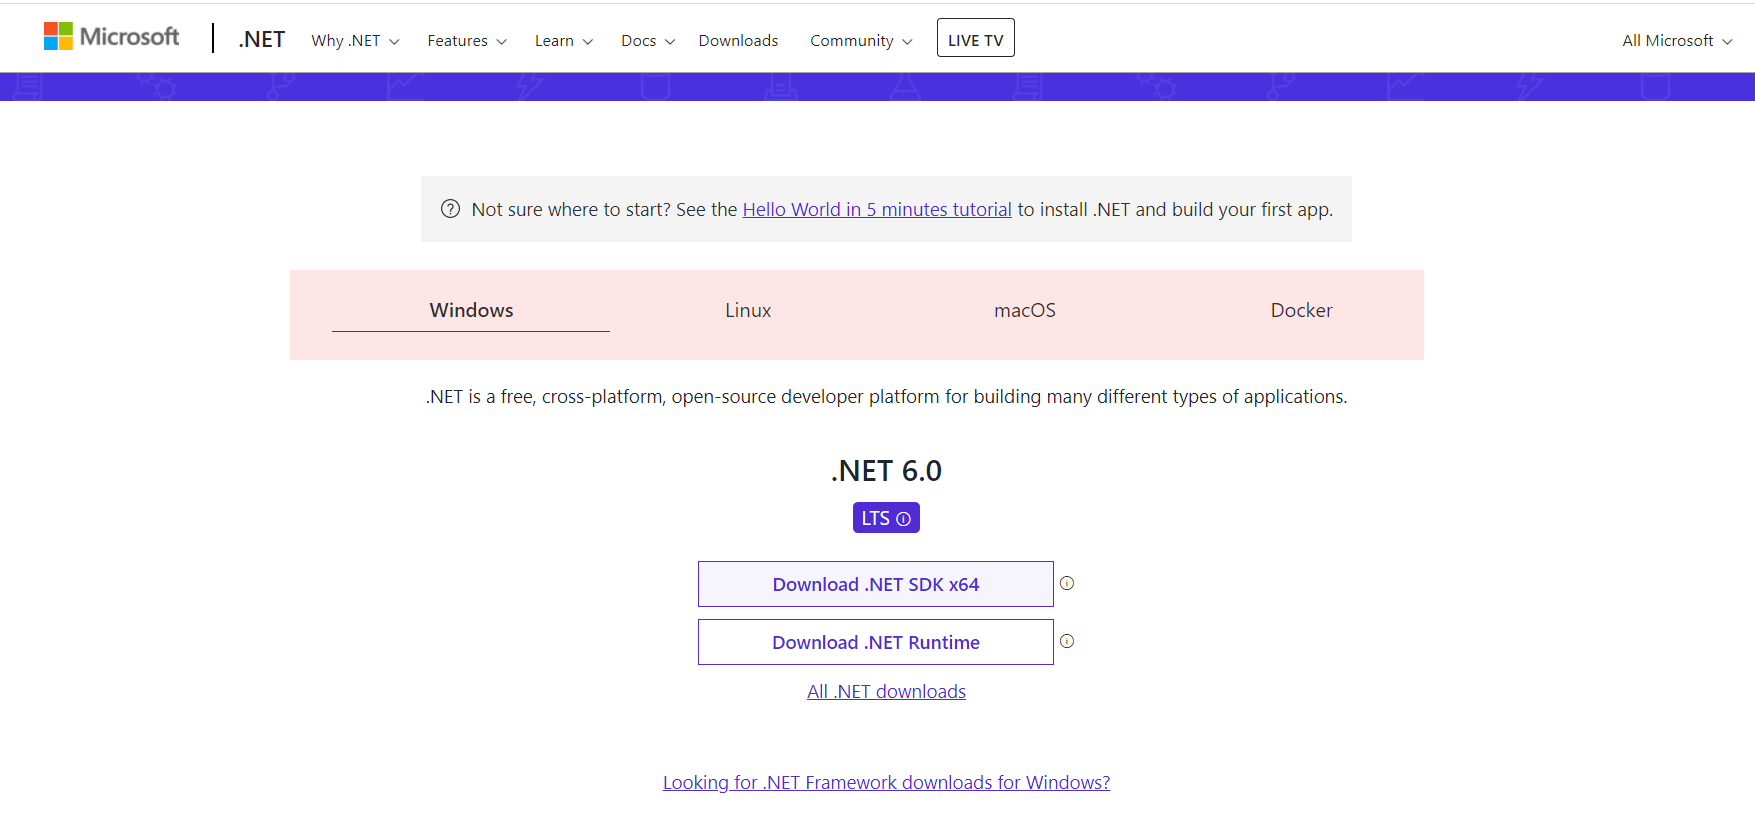 Microsoft .NET Why .NET Features Learn Docs Downloads Community LIVE TV All Microsoft
Not sure where to start? See the Hello World in 5 minutes tutorial to install .NET and build your first app.
Windows Linux macOS Docker
.NET is a free, cross-platform, open-source developer platform for building many different types of applications.
.NET 6.0
LTS
Download .NET SDK x64
Download .NET Runtime
All .NET downloads
Looking for .NET Framework downloads for Windows?